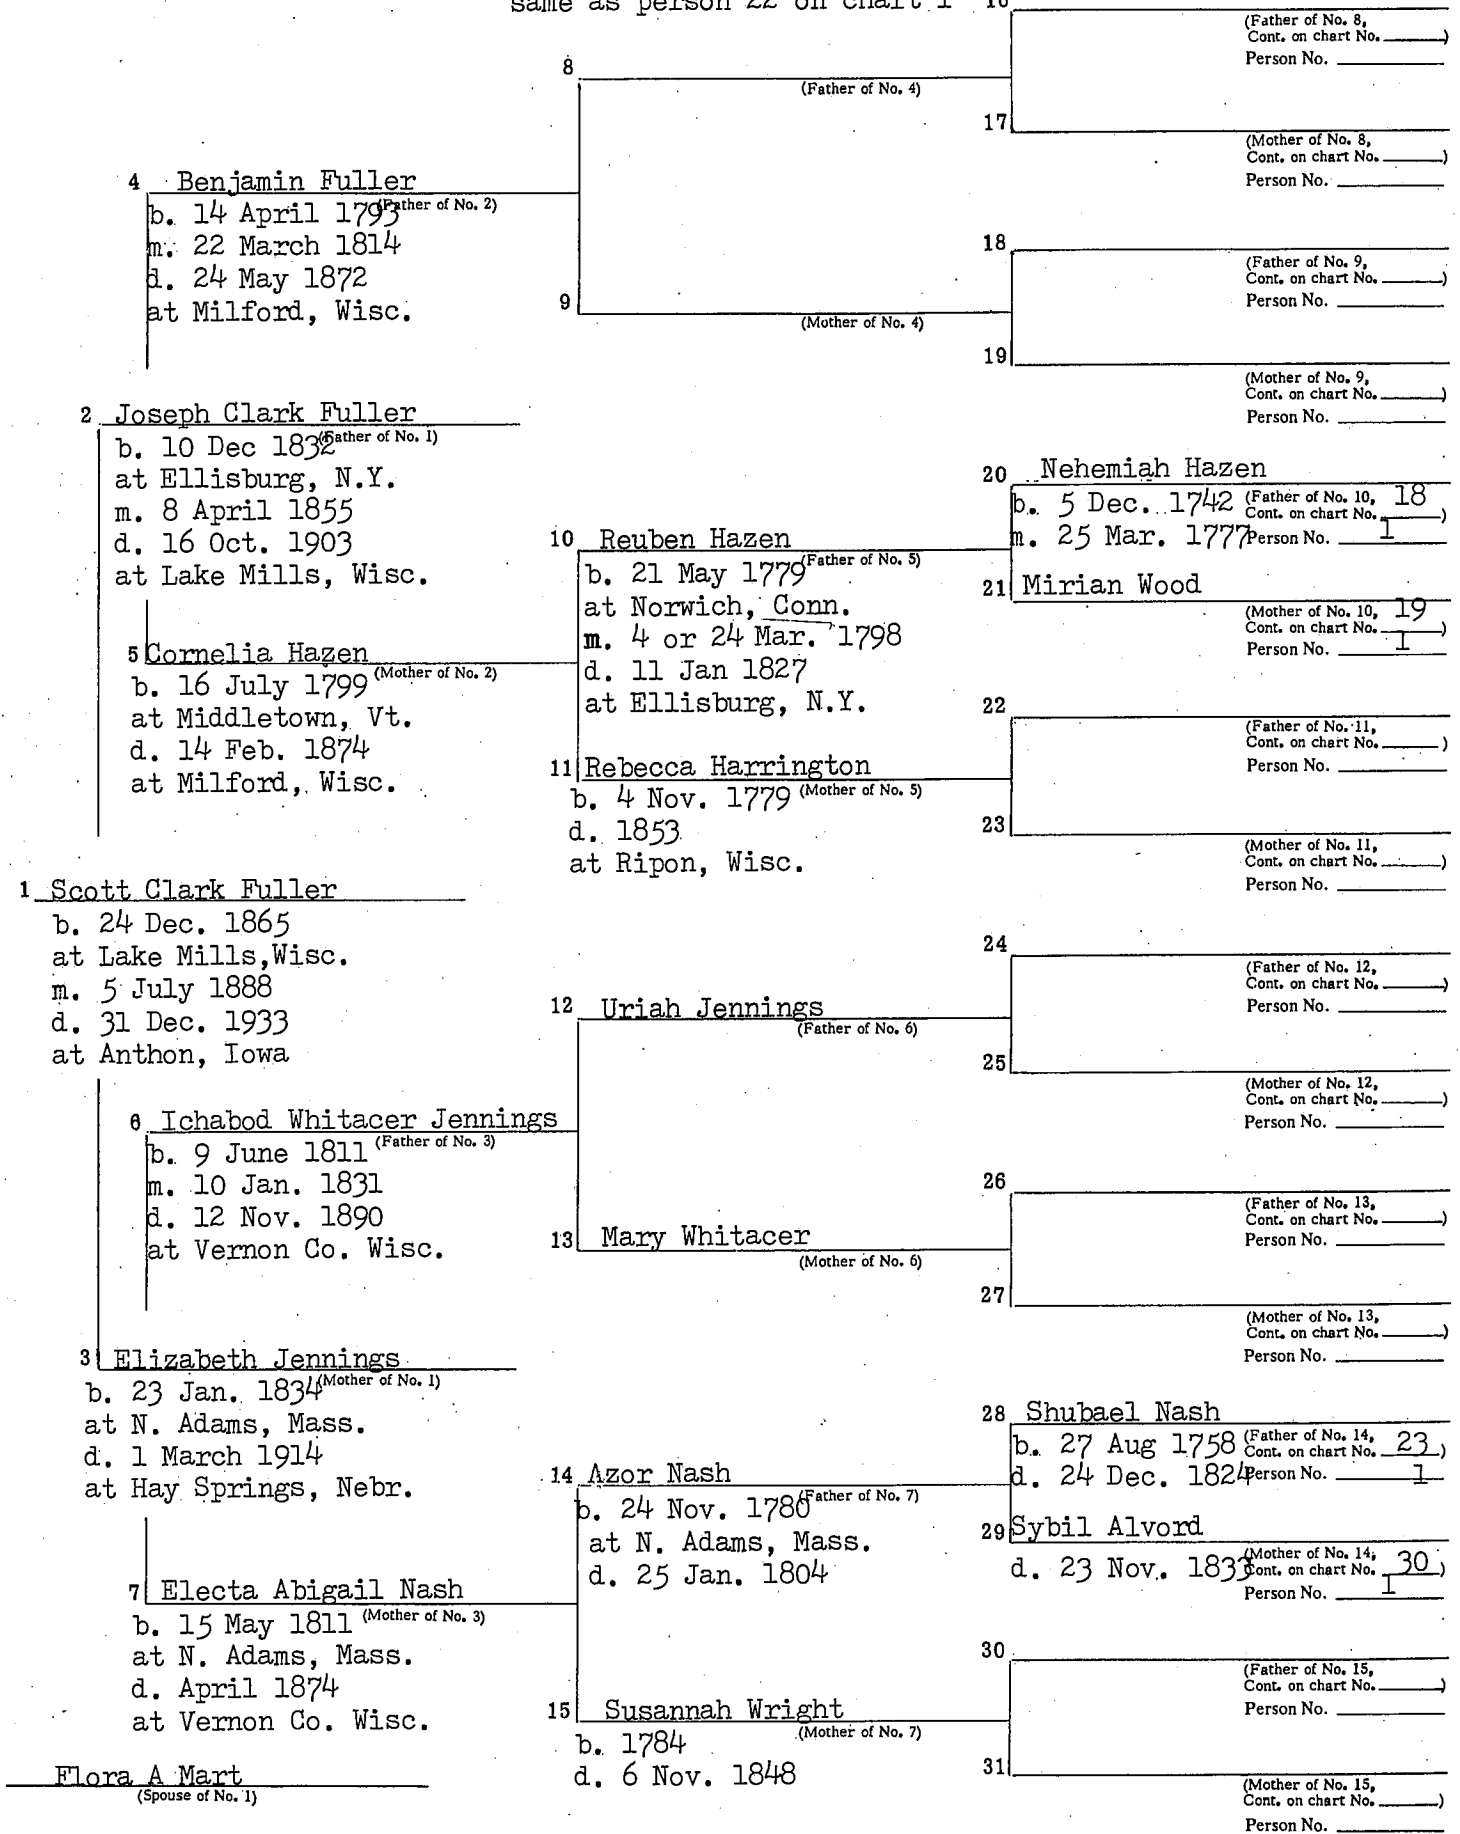 same as person 22 on chart 1 16
(Father of No. 8,
Cont. on chart No. )
Person No.
8
(Father of No. 4)
17
(Mother of No. 8,
Cont. on chart No. )
Person No.
4 Benjamin Fuller
(Father of No. 2)
b. 14 April 1793
m. 22 March 1814
d. 24 May 1872
at Milford, Wisc.
18
(Father of No. 9,
Cont. on chart No. )
Person No.
9
(Mother of No. 4)
19
(Mother of No. 9,
Cont. on chart No. )
Person No.
2 Joseph Clark Fuller
(Father of No. 1)
b. 10 Dec 1832
at Ellisburg, N.Y.
m. 8 April 1855
d. 16 Oct. 1903
at Lake Mills, Wisc.
20 Nehemiah Hazen
b. 5 Dec. 1742 (Father of No. 10,
Cont. on chart No. 18 )
m. 25 Mar. 1777 Person No. 1
10 Reuben Hazen
(Father of No. 5)
b. 21 May 1779
at Norwich, Conn.
m. 4 or 24 Mar. 1798
d. 11 Jan 1827
at Ellisburg, N.Y.
21 Mirian Wood
(Mother of No. 10,
Cont. on chart No. 19 )
Person No. 1
5 Cornelia Hazen
(Mother of No. 2)
b. 16 July 1799
at Middletown, Vt.
d. 14 Feb. 1874
at Milford, Wisc.
22
(Father of No. 11,
Cont. on chart No. )
Person No.
11 Rebecca Harrington
b. 4 Nov. 1779 (Mother of No. 5)
d. 1853
at Ripon, Wisc.
23
(Mother of No. 11,
Cont. on chart No. )
Person No.
1 Scott Clark Fuller
b. 24 Dec. 1865
at Lake Mills,Wisc.
m. 5 July 1888
d. 31 Dec. 1933
at Anthon, Iowa
24
(Father of No. 12,
Cont. on chart No. )
Person No.
12 Uriah Jennings
(Father of No. 6)
25
(Mother of No. 12,
Cont. on chart No. )
Person No.
6 Ichabod Whitacer Jennings
(Father of No. 3)
b. 9 June 1811
m. 10 Jan. 1831
d. 12 Nov. 1890
at Vernon Co. Wisc.
26
(Father of No. 13,
Cont. on chart No. )
Person No.
13 Mary Whitacer
(Mother of No. 6)
27
(Mother of No. 13,
Cont. on chart No. )
Person No.
3 Elizabeth Jennings
(Mother of No. 1)
b. 23 Jan. 1834
at N. Adams, Mass.
d. 1 March 1914
at Hay Springs, Nebr.
28 Shubael Nash
b. 27 Aug 1758 (Father of No. 14,
Cont. on chart No. 23 )
d. 24 Dec. 1824 Person No. 1
14 Azor Nash
(Father of No. 7)
b. 24 Nov. 1780
at N. Adams, Mass.
d. 25 Jan. 1804
29 Sybil Alvord
(Mother of No. 14,
d. 23 Nov. 1833 Cont. on chart No. 30 )
Person No. 1
7 Electa Abigail Nash
(Mother of No. 3)
b. 15 May 1811
at N. Adams, Mass.
d. April 1874
at Vernon Co. Wisc.
30
(Father of No. 15,
Cont. on chart No. )
Person No.
15 Susannah Wright
(Mother of No. 7)
b. 1784
d. 6 Nov. 1848
31
(Mother of No. 15,
Cont. on chart No. )
Person No.
Flora A Mart
(Spouse of No. 1)